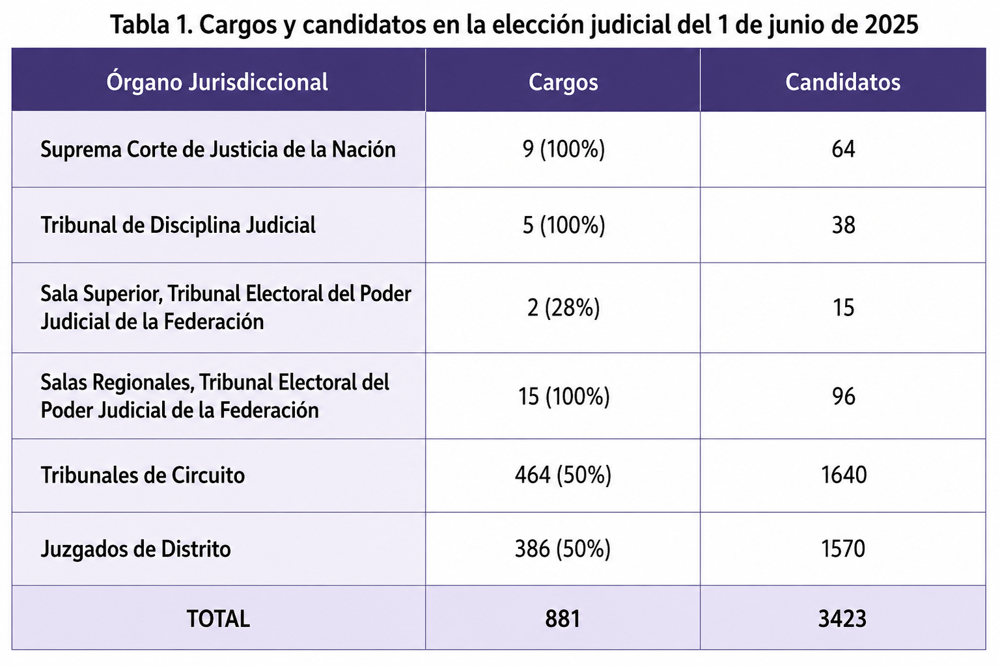 Tabla 1. Cargos y candidatos en la elección judicial del 1 de junio de 2025
Órgano Jurisdiccional Cargos Candidatos
Suprema Corte de Justicia de la Nación 9 (100%) 64
Tribunal de Disciplina Judicial 5 (100%) 38
Sala Superior, Tribunal Electoral del Poder
Judicial de la Federación 2 (28%) 15
Salas Regionales, Tribunal Electoral del
Poder Judicial de la Federación 15 (100%) 96
Tribunales de Circuito 464 (50%) 1640
Juzgados de Distrito 386 (50%) 1570
TOTAL 881 3423